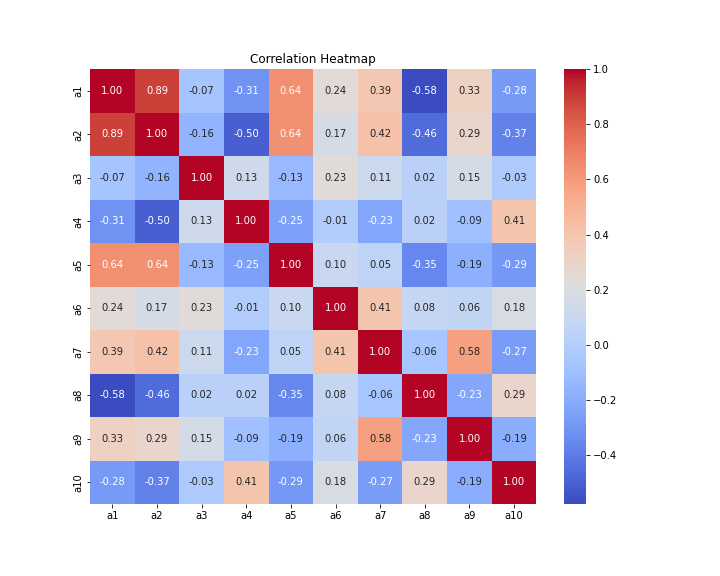 Correlation Heatmap
a1 1.00 0.89 -0.07 -0.31 0.64 0.24 0.39 -0.58 0.33 -0.28
a2 0.89 1.00 -0.16 -0.50 0.64 0.17 0.42 -0.46 0.29 -0.37
a3 -0.07 -0.16 1.00 0.13 -0.13 0.23 0.11 0.02 0.15 -0.03
a4 -0.31 -0.50 0.13 1.00 -0.25 -0.01 -0.23 0.02 -0.09 0.41
a5 0.64 0.64 -0.13 -0.25 1.00 0.10 0.05 -0.35 -0.19 -0.29
a6 0.24 0.17 0.23 -0.01 0.10 1.00 0.41 0.08 0.06 0.18
a7 0.39 0.42 0.11 -0.23 0.05 0.41 1.00 -0.06 0.58 -0.27
a8 -0.58 -0.46 0.02 0.02 -0.35 0.08 -0.06 1.00 -0.23 0.29
a9 0.33 0.29 0.15 -0.09 -0.19 0.06 0.58 -0.23 1.00 -0.19
a10 -0.28 -0.37 -0.03 0.41 -0.29 0.18 -0.27 0.29 -0.19 1.00
a1 a2 a3 a4 a5 a6 a7 a8 a9 a10
1.0
0.8
0.6
0.4
0.2
0.0
−0.2
−0.4